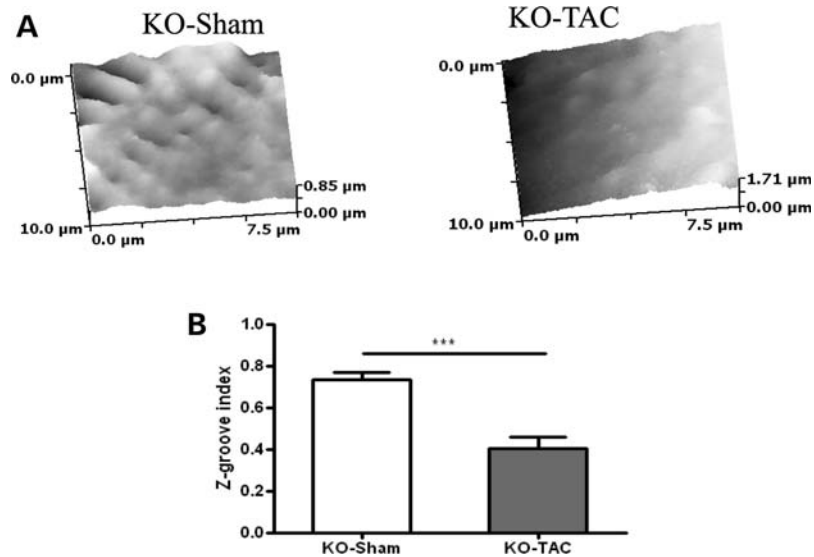 A
KO-Sham
KO-TAC
0.0 µm
0.85 µm
0.00 µm
10.0 µm
0.0 µm
7.5 µm
0.0 µm
1.71 µm
0.00 µm
10.0 µm
0.0 µm
7.5 µm
B
Z-groove index
1.0
0.8
0.6
0.4
0.2
0.0
***
KO-Sham
KO-TAC